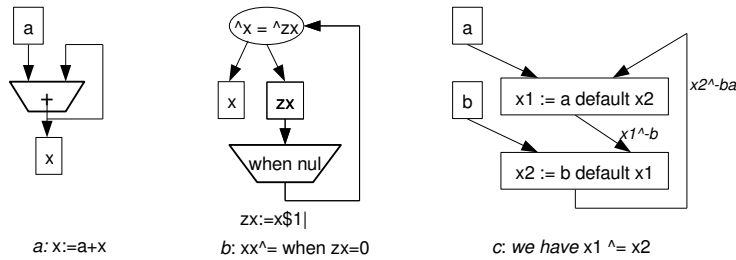 a
+
x
a: x:=a+x
^x = ^zx
x
zx
when nul
zx:=x$1|
b: xx^= when zx=0
a
b
x1 := a default x2
x1^-b
x2^-ba
x2 := b default x1
c: we have x1 ^= x2